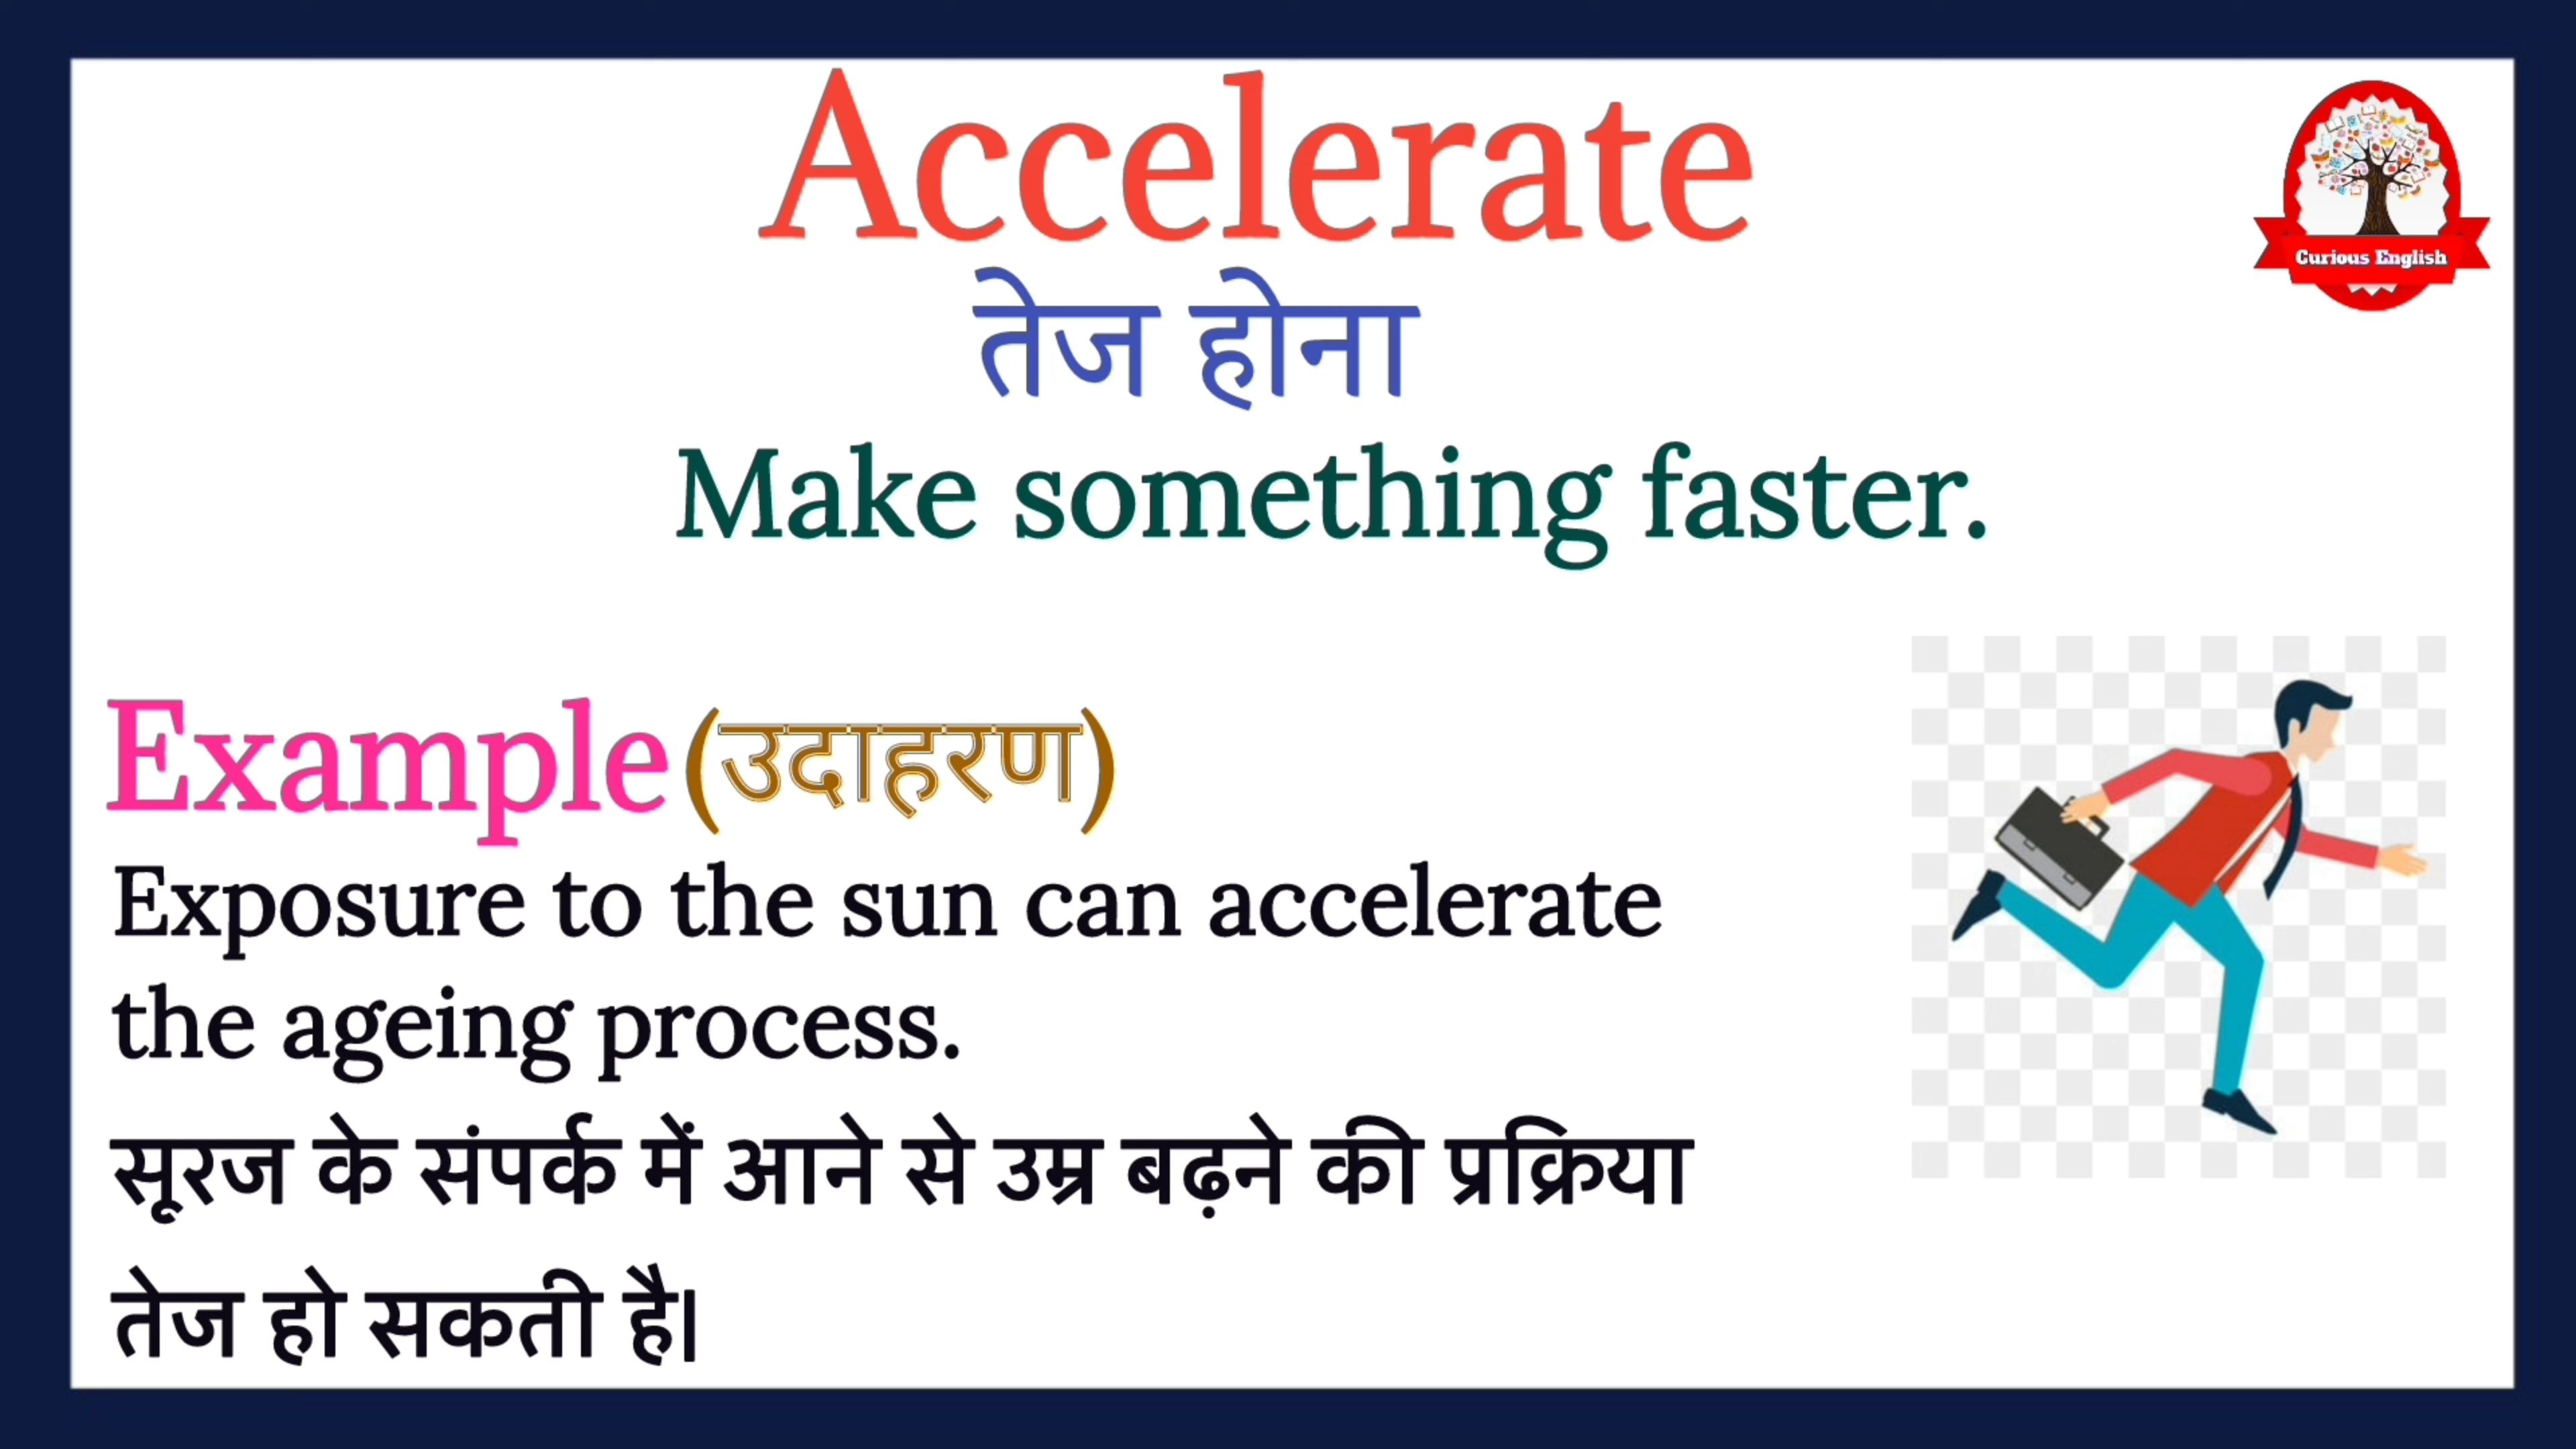 Accelerate
Curious English
तेज होना
Make something faster.
Example(उदाहरण)
Exposure to the sun can accelerate
the ageing process.
सूरज के संपर्क में आने से उम्र बढ़ने की प्रक्रिया
तेज हो सकती है।